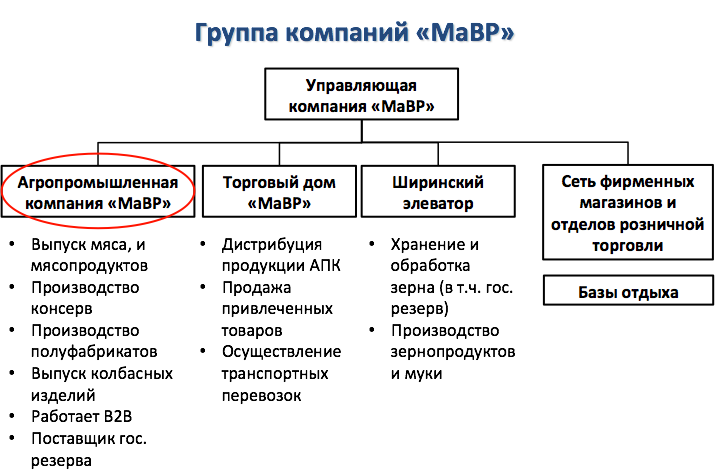 Группа компаний «МаВР»
Управляющая
компания «МаВР»
Агропромышленная
компания «МаВР»
• Выпуск мяса, и
мясопродуктов
• Производство
консерв
• Производство
полуфабрикатов
• Выпуск колбасных
изделий
• Работает B2B
• Поставщик гос.
резерва
Торговый дом
«МаВР»
• Дистрибуция
продукции АПК
• Продажа
привлеченных
товаров
• Осуществление
транспортных
перевозок
Ширинский
элеватор
• Хранение и
обработка
зерна (в т.ч. гос.
резерв)
• Производство
зернопродуктов
и муки
Сеть фирменных
магазинов и
отделов розничной
торговли
Базы отдыха